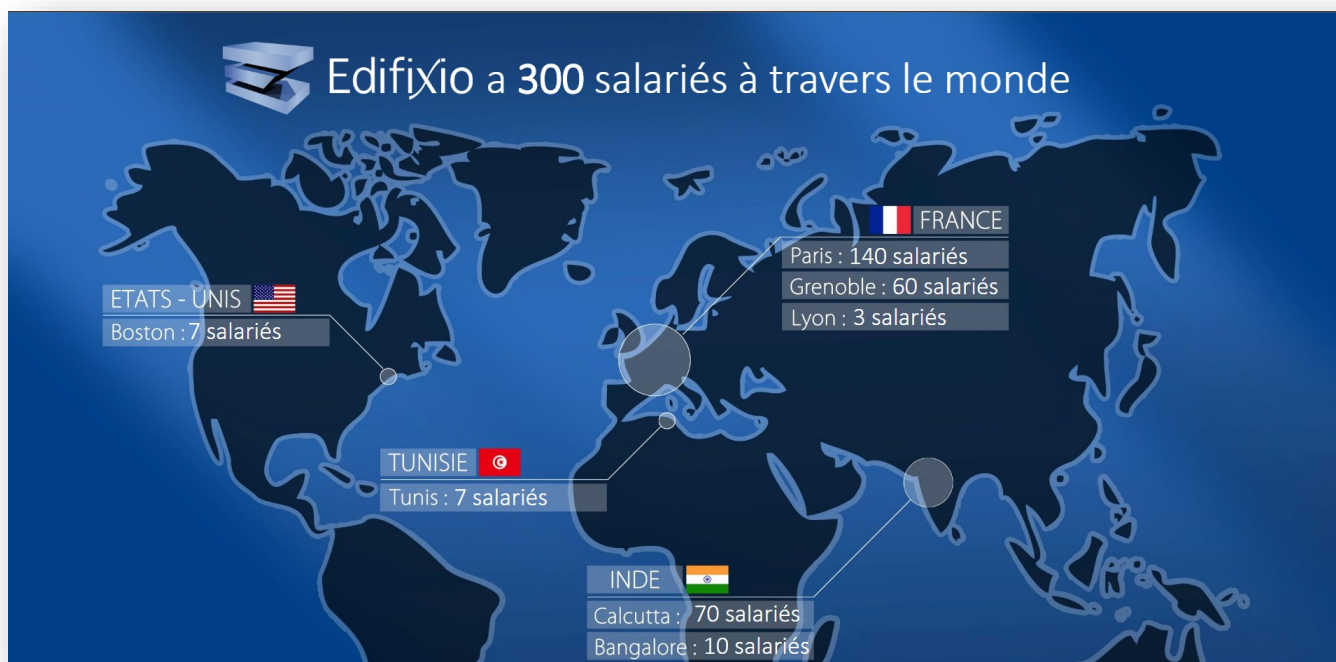 Edifixio a 300 salariés à travers le monde
FRANCE
Paris : 140 salariés
Grenoble : 60 salariés
Lyon : 3 salariés
ETATS - UNIS
Boston : 7 salariés
TUNISIE
Tunis : 7 salariés
INDE
Calcutta : 70 salariés
Bangalore : 10 salariés